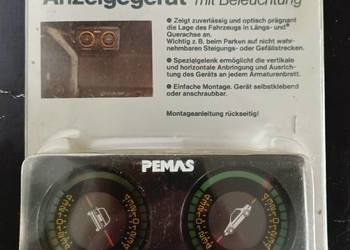 Anzeigegerät mit Beleuchtung
• Zeigt zuverlässig und optisch prägnant
die Lage des Fahrzeugs in Längs- und
Querachse an.
Wichtig z. B. beim Parken auf nicht wahr-
nehmbaren Steigungs- oder Gefällstrecken.
• Spezialgelenk ermöglicht die vertikale
und horizontale Anbringung und Ausrich-
tung des Geräts an jedem Armaturenbrett.
• Einfache Montage. Gerät selbstklebend
oder anschraubbar.
Montageanleitung rückseitig!
PEMAS